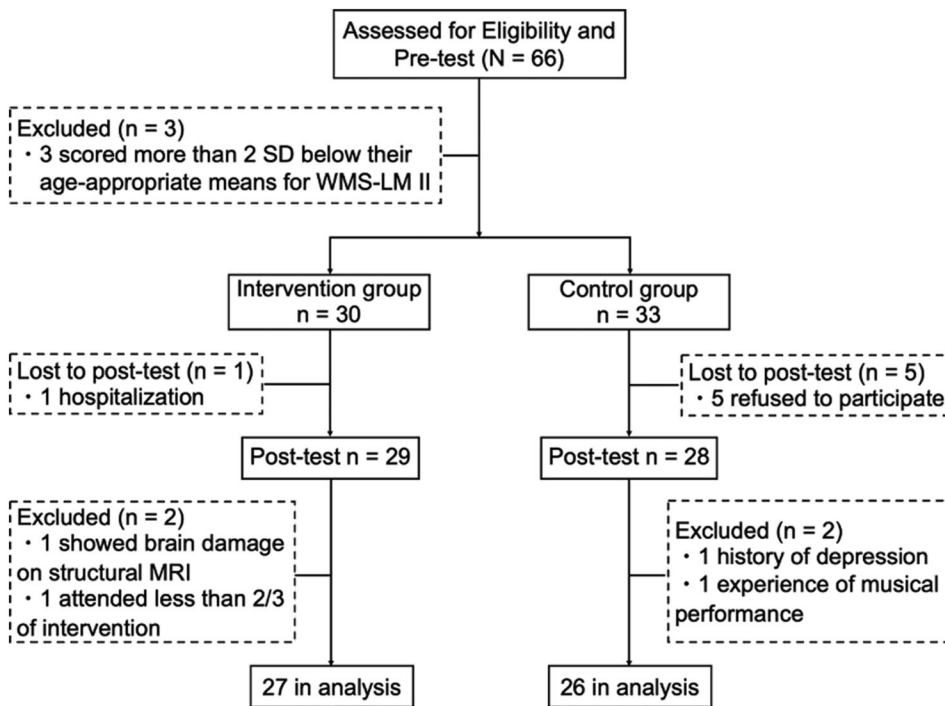 Assessed for Eligibility and
Pre-test (N = 66)
Excluded (n = 3)
・3 scored more than 2 SD below their
age-appropriate means for WMS-LM II
Intervention group
n = 30
Control group
n = 33
Lost to post-test (n = 1)
・1 hospitalization
Lost to post-test (n = 5)
・5 refused to participate
Post-test n = 29
Post-test n = 28
Excluded (n = 2)
・1 showed brain damage
on structural MRI
・1 attended less than 2/3
of intervention
Excluded (n = 2)
・1 history of depression
・1 experience of musical
performance
27 in analysis
26 in analysis